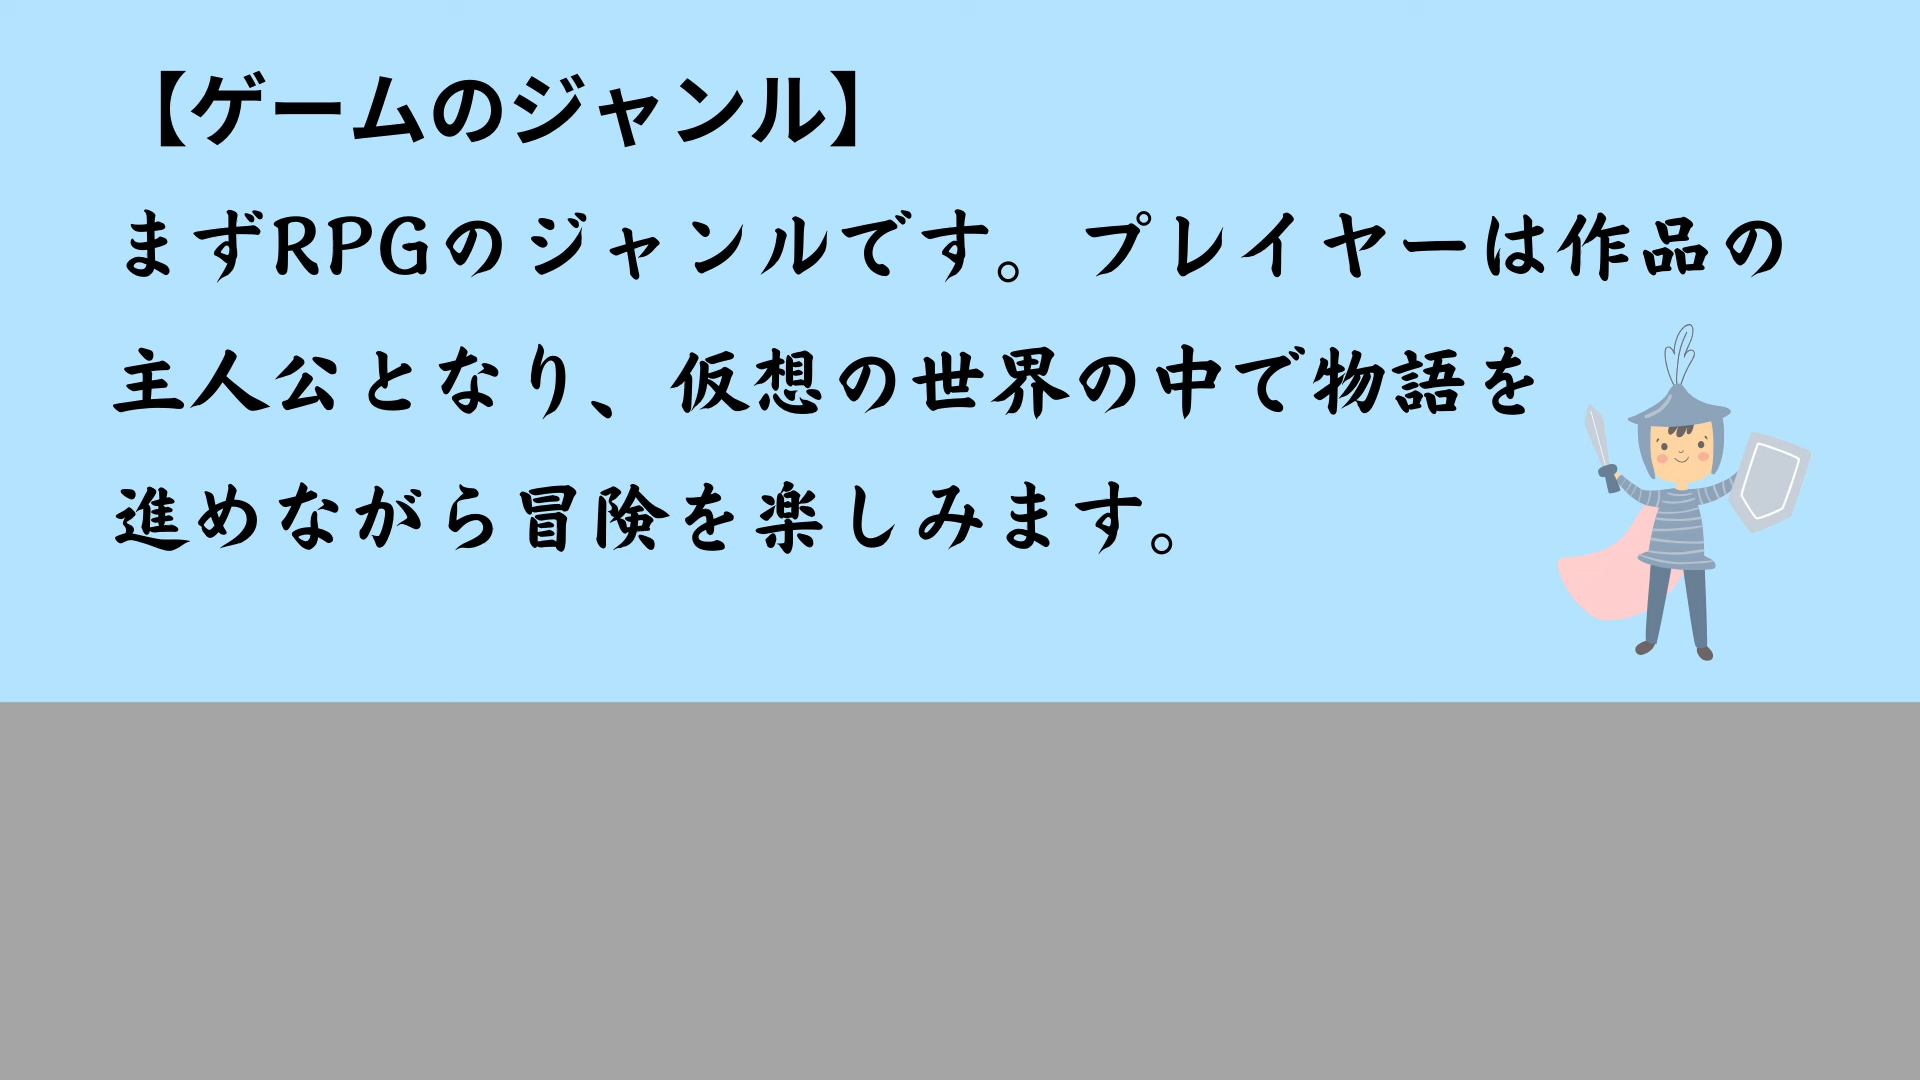 【ゲームのジャンル】
まずRPGのジャンルです。プレイヤーは作品の
主人公となり、仮想の世界の中で物語を
進めながら冒険を楽しみます。